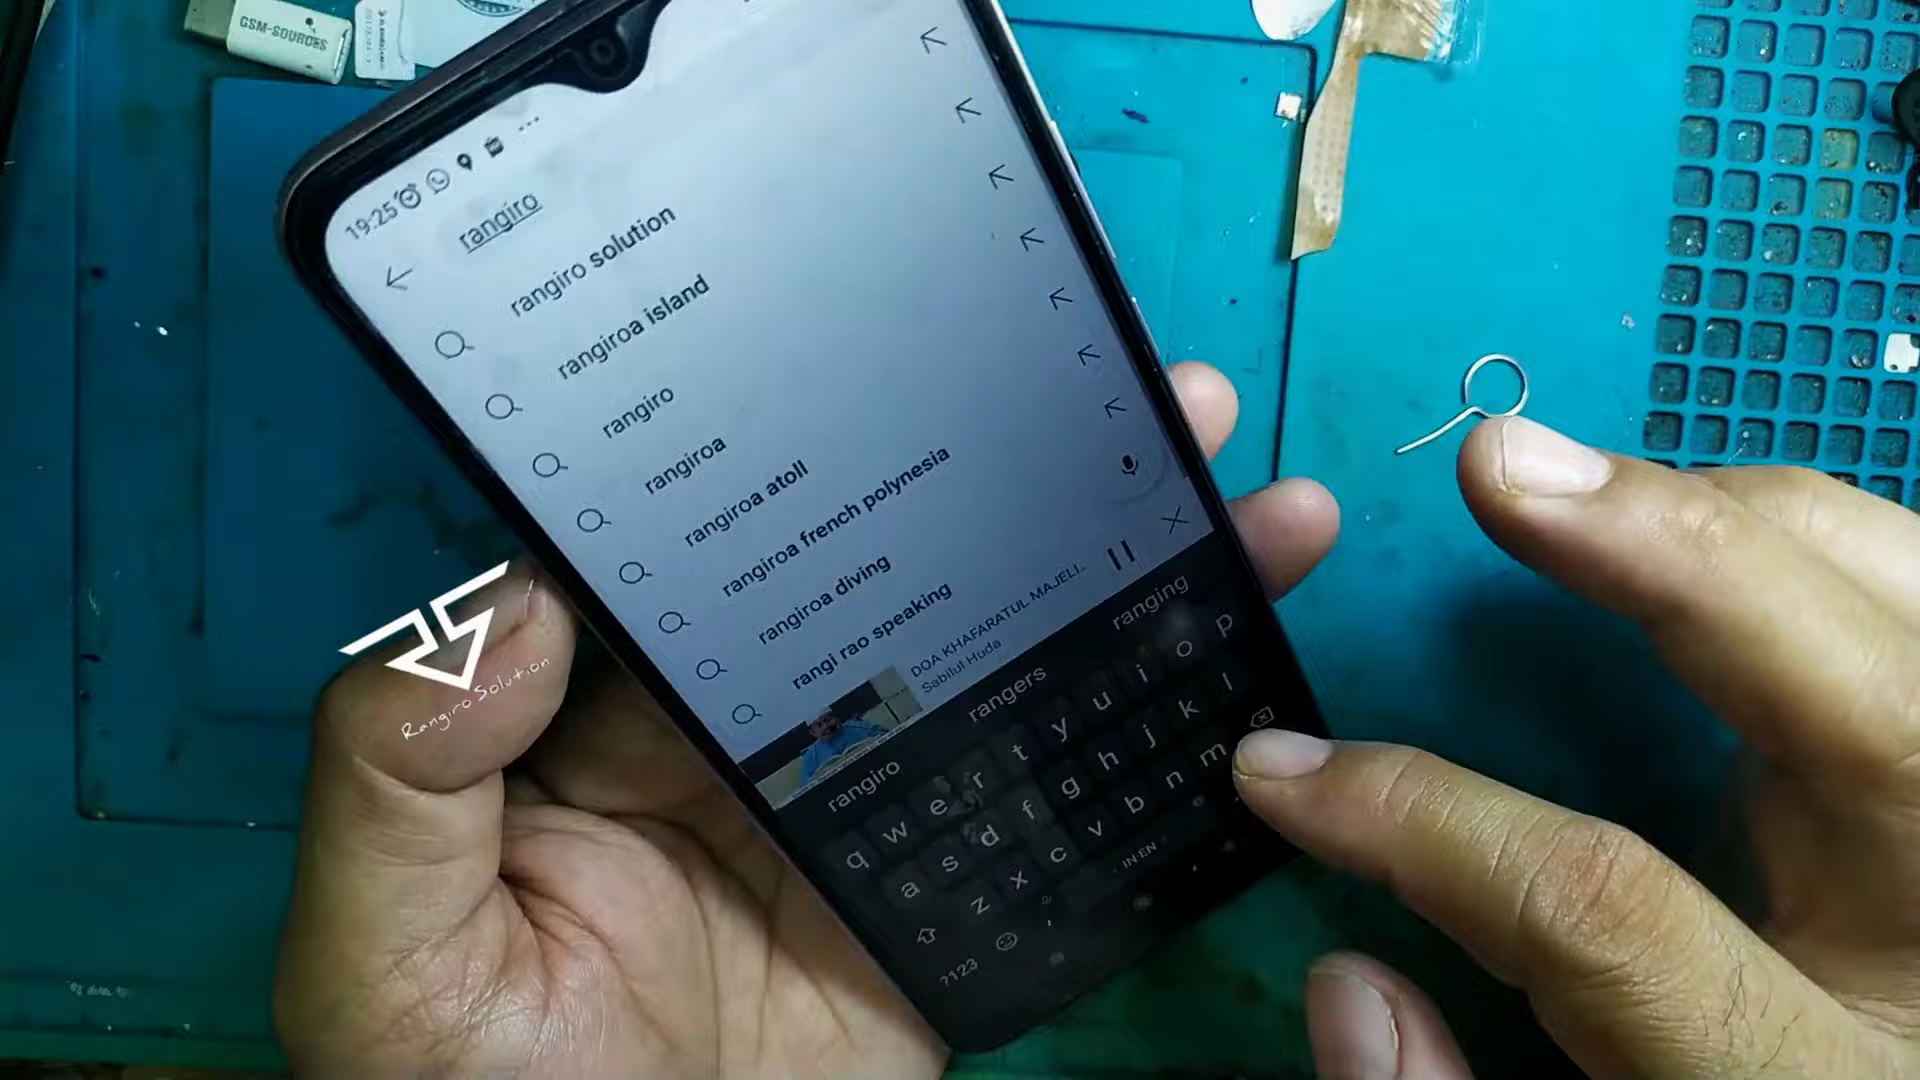 GSM-SOURCES
19:25
rangiro
rangiro solution
rangiroa island
rangiro
rangiroa
rangiroa atoll
rangiroa french polynesia
rangiroa diving
rangi rao speaking
DOA KHAFARATUL MAJELI..
Sabilul Huda
rangiro
rangers
ranging
q w e r t y u i o p
a s d f g h j k l
z x c v b n m
?123
,
IN·EN
RS
Rangiro Solution